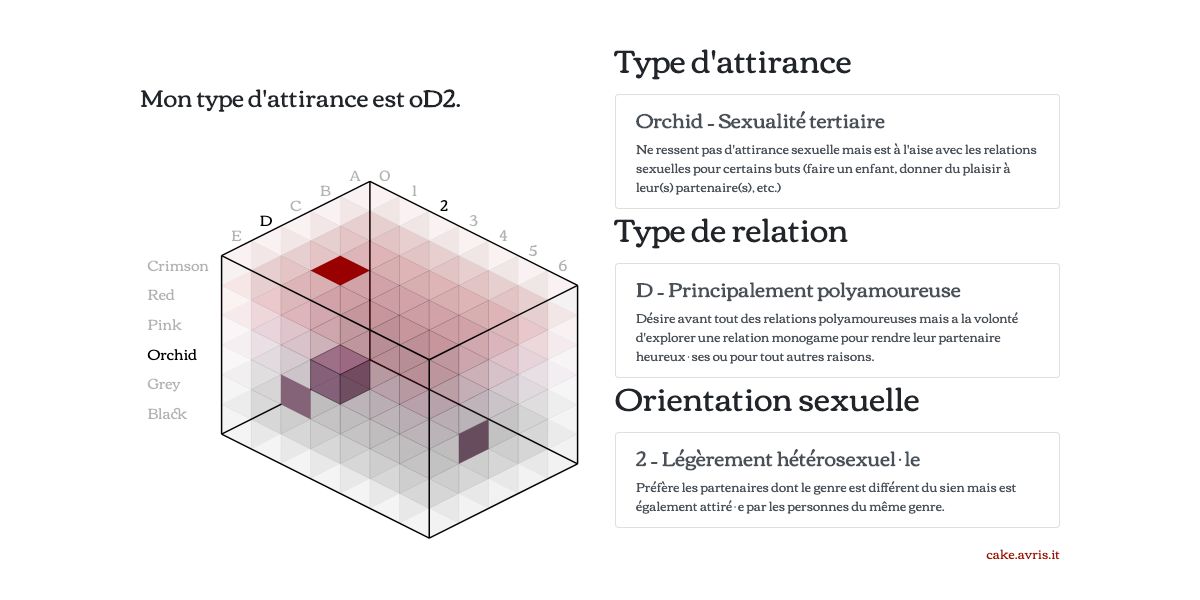 Mon type d'attirance est oD2.
A O
B 1
C 2
D 3
E 4
5
6
Crimson
Red
Pink
Orchid
Grey
Black
Type d'attirance
Orchid - Sexualité tertiaire
Ne ressent pas d'attirance sexuelle mais est à l'aise avec les relations
sexuelles pour certains buts (faire un enfant, donner du plaisir à
leur(s) partenaire(s), etc.)
Type de relation
D - Principalement polyamoureuse
Désire avant tout des relations polyamoureuses mais a la volonté
d'explorer une relation monogame pour rendre leur partenaire
heureux·ses ou pour tout autres raisons.
Orientation sexuelle
2 - Légèrement hétérosexuel·le
Préfère les partenaires dont le genre est différent du sien mais est
également attiré·e par les personnes du même genre.
cake.avris.it